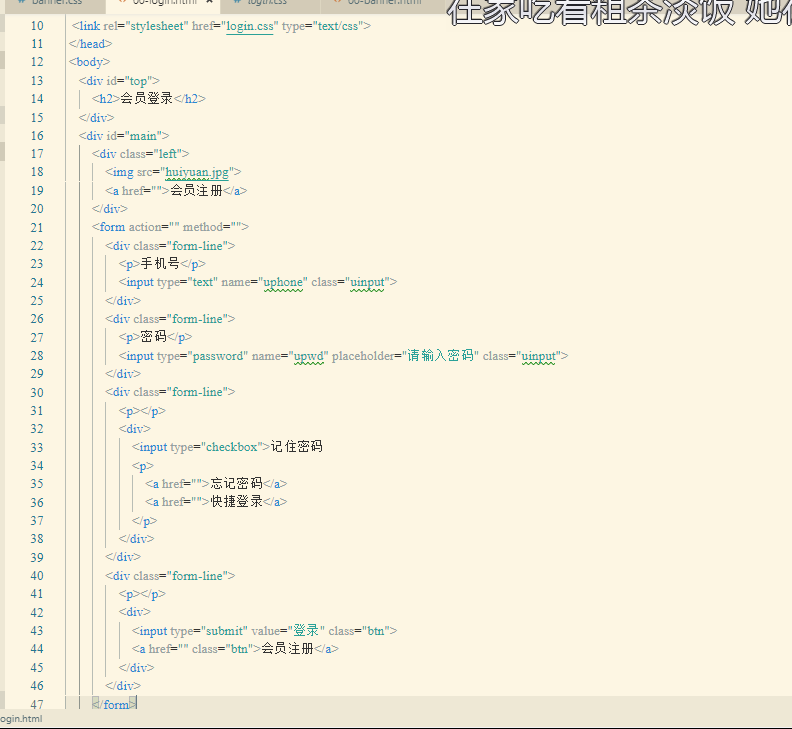 banner.css 00-login.html × login.css 00-banner.html
在家吃着粗茶淡饭 她
10 <link rel="stylesheet" href="login.css" type="text/css">
11 </head>
12 <body>
13 <div id="top">
14 <h2>会员登录</h2>
15 </div>
16 <div id="main">
17 <div class="left">
18 <img src="huiyuan.jpg">
19 <a href="">会员注册</a>
20 </div>
21 <form action="" method="">
22 <div class="form-line">
23 <p>手机号</p>
24 <input type="text" name="uphone" class="uinput">
25 </div>
26 <div class="form-line">
27 <p>密码</p>
28 <input type="password" name="upwd" placeholder="请输入密码" class="uinput">
29 </div>
30 <div class="form-line">
31 <p></p>
32 <div>
33 <input type="checkbox">记住密码
34 <p>
35 <a href="">忘记密码</a>
36 <a href="">快捷登录</a>
37 </p>
38 </div>
39 </div>
40 <div class="form-line">
41 <p></p>
42 <div>
43 <input type="submit" value="登录" class="btn">
44 <a href="" class="btn">会员注册</a>
45 </div>
46 </div>
47 </form>
ogin.html